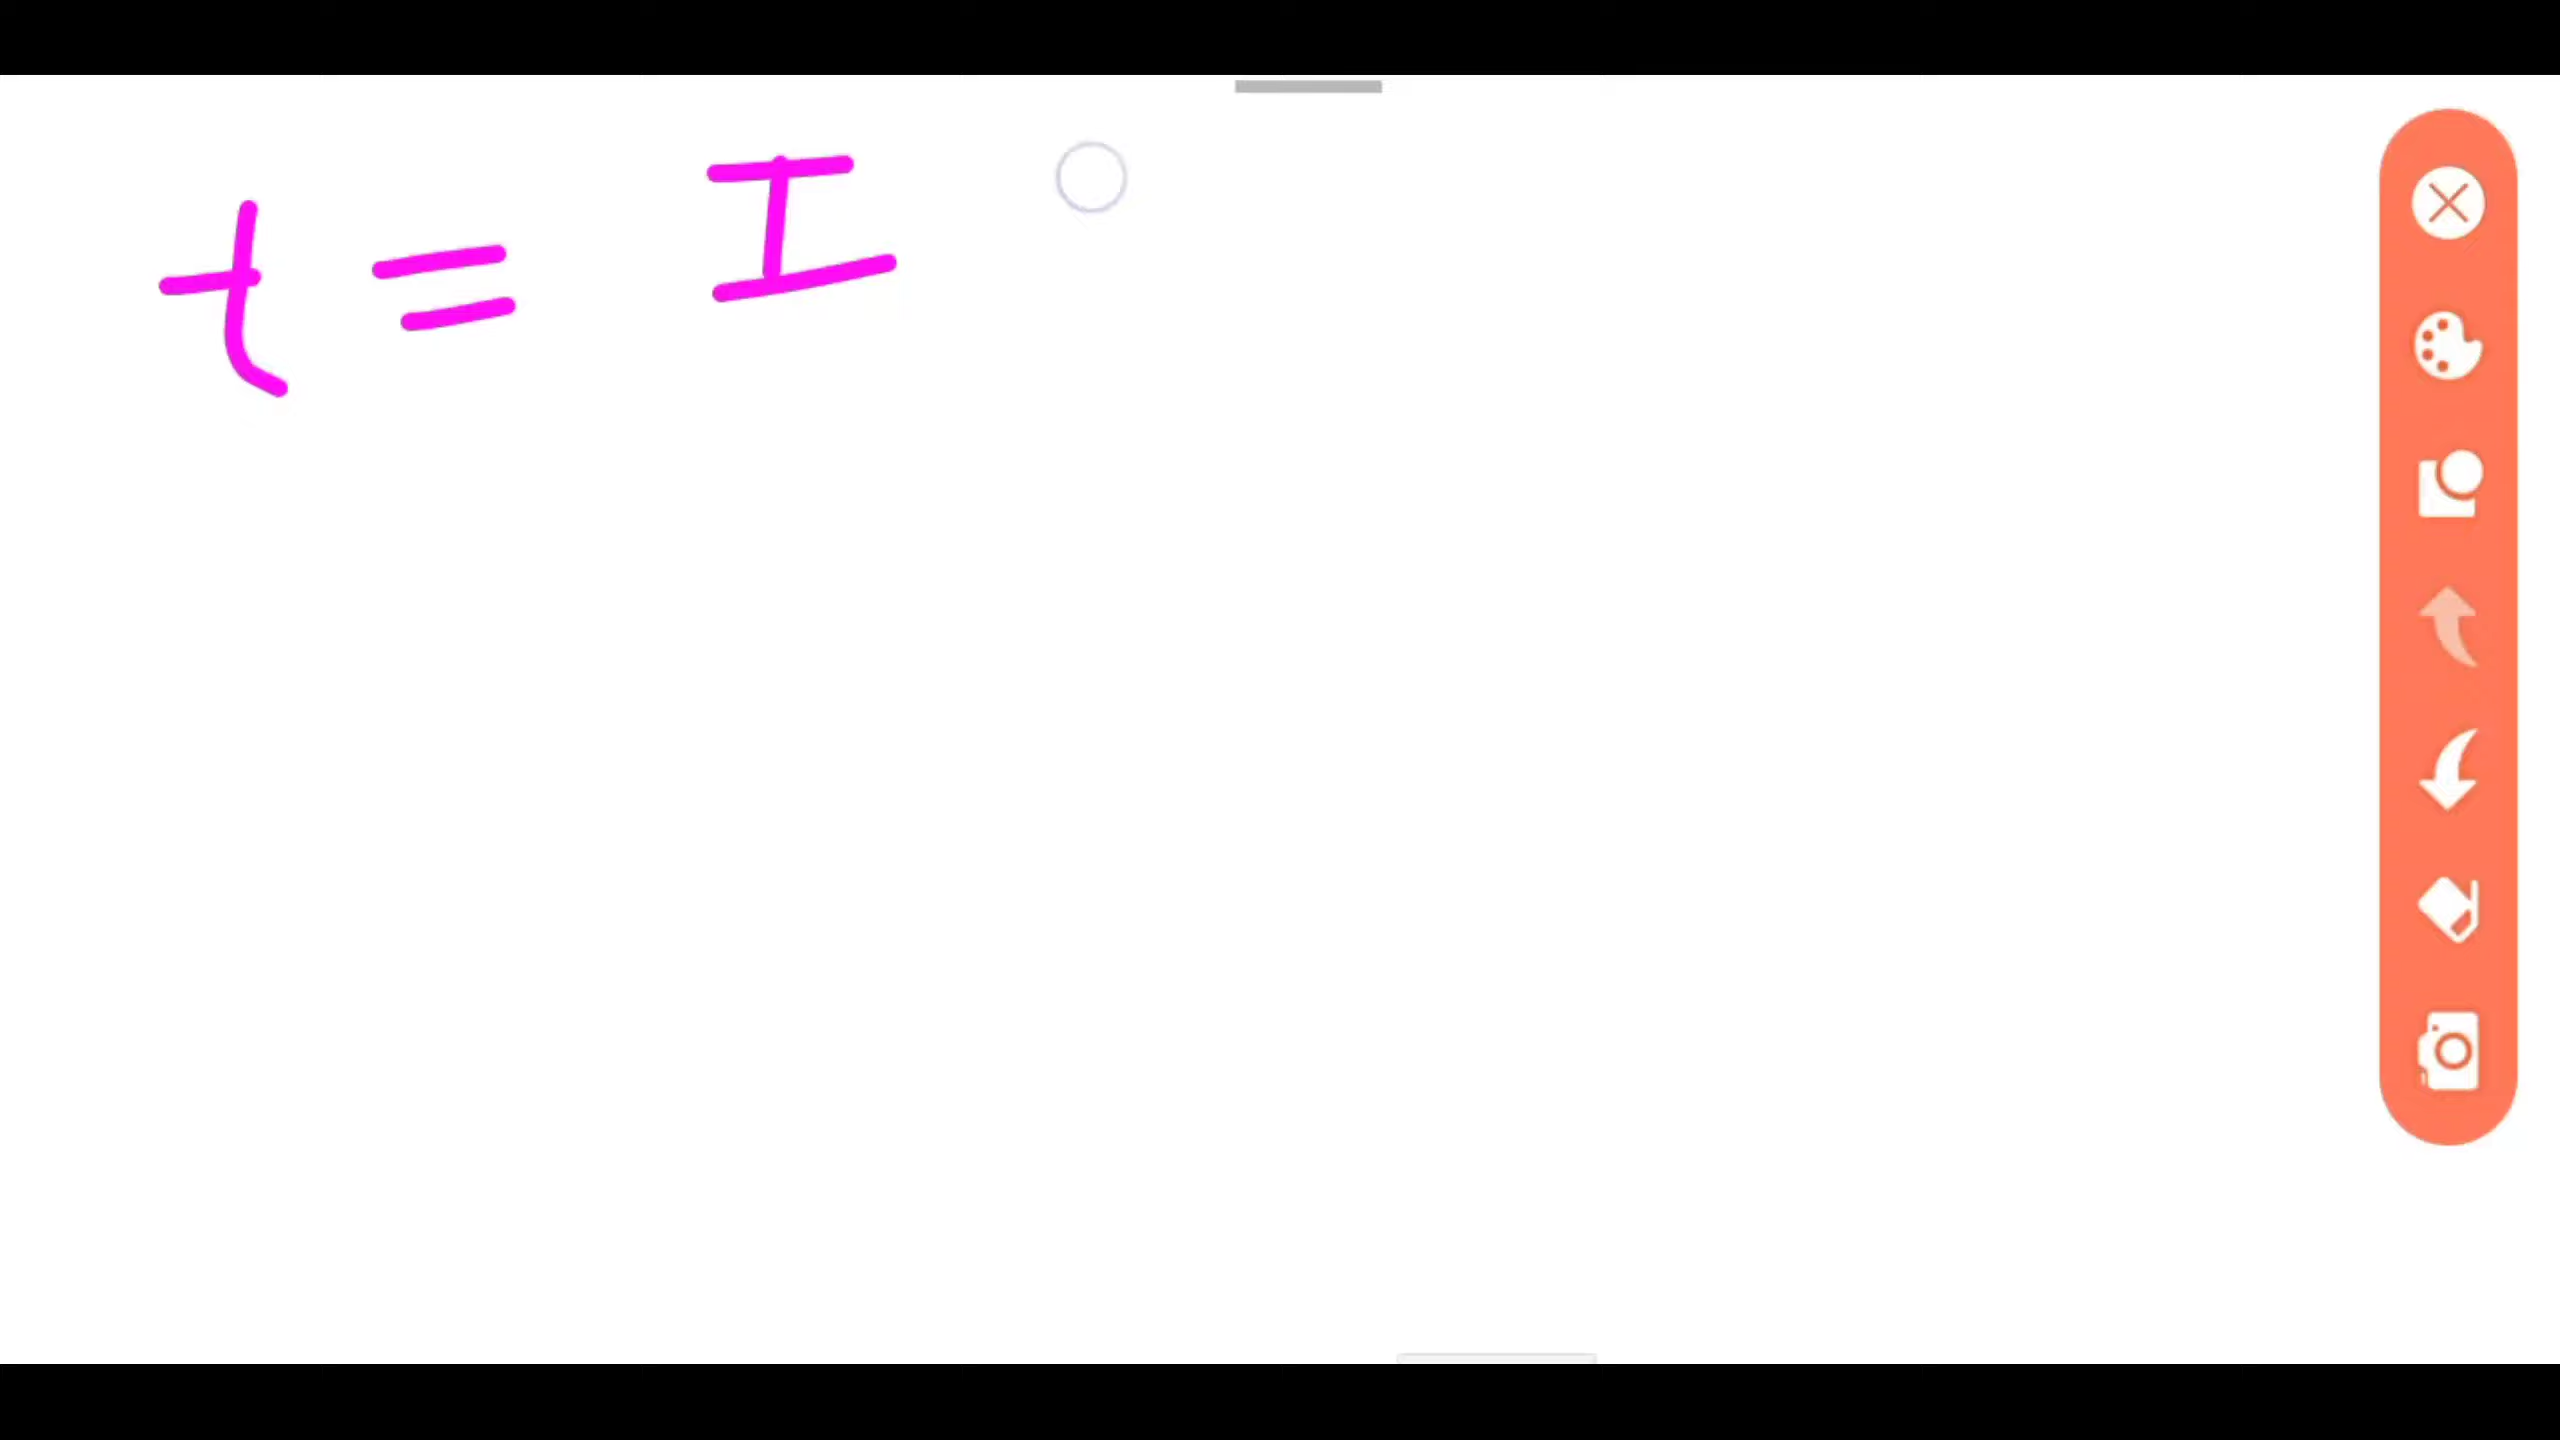 t = I